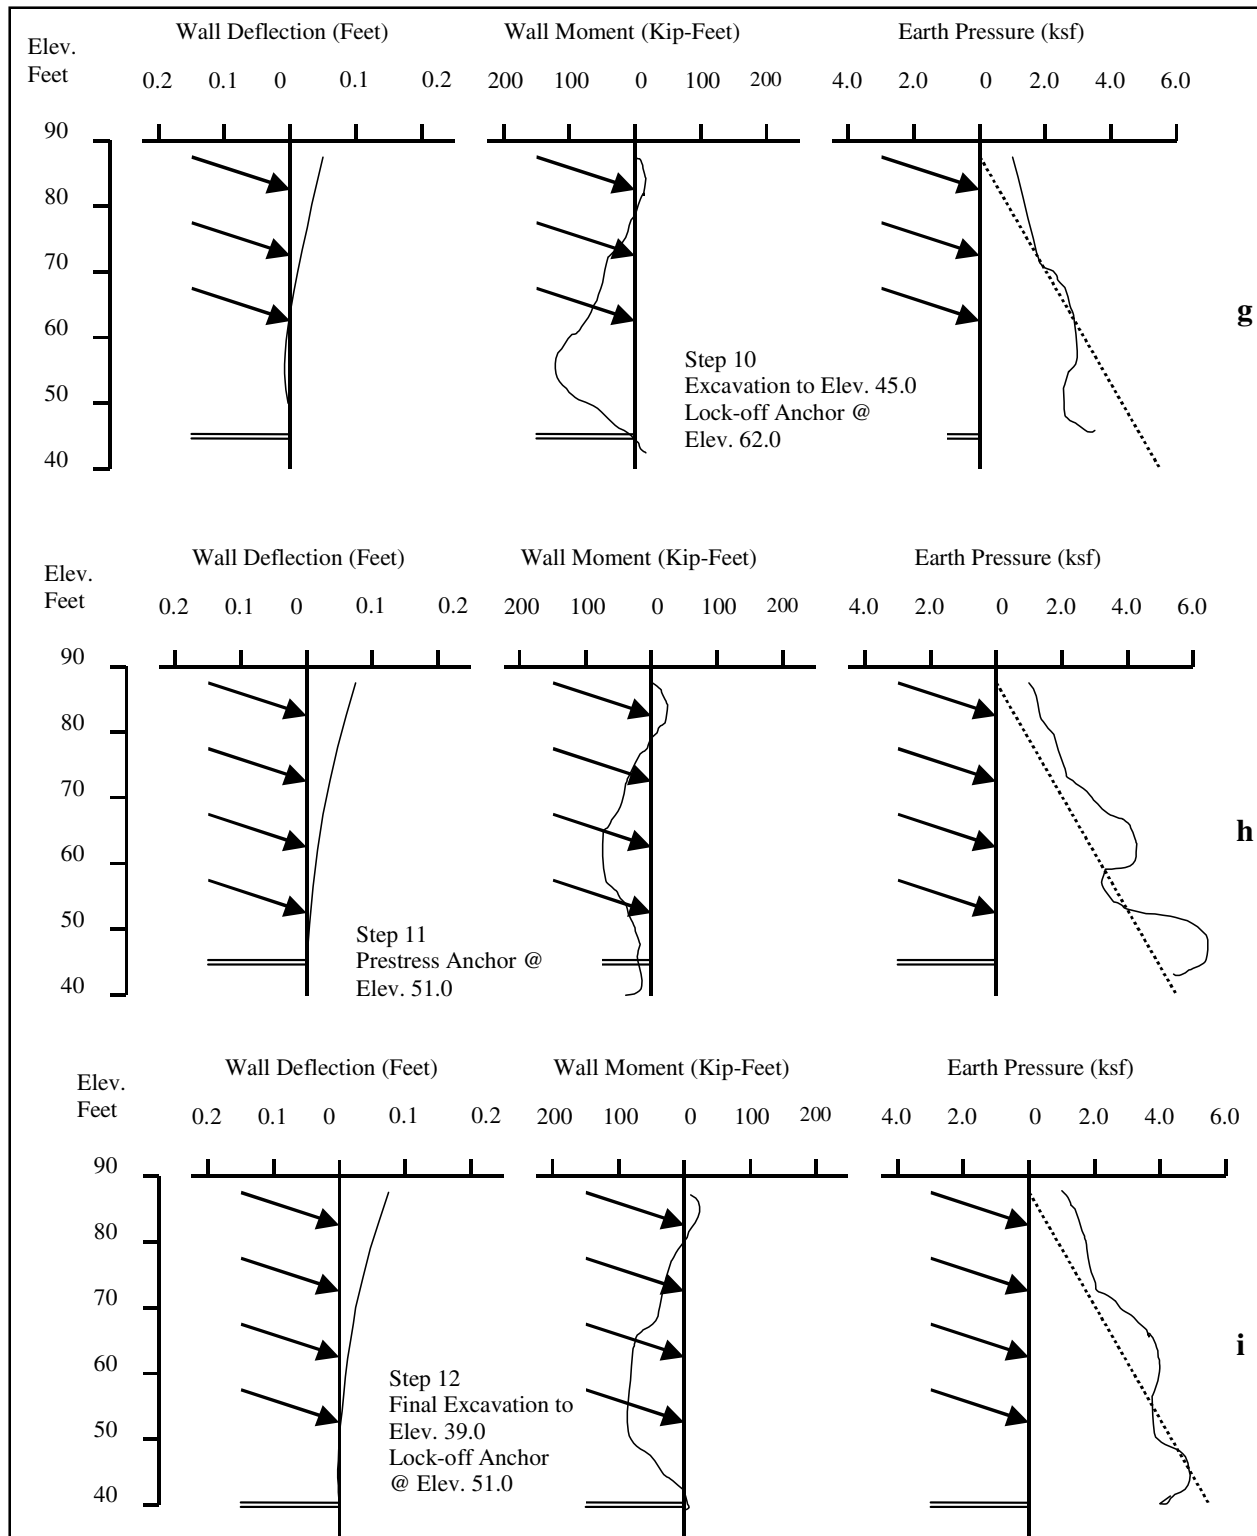 Wall Deflection (Feet) Wall Moment (Kip-Feet) Earth Pressure (ksf)
Elev.
Feet
0.2 0.1 0 0.1 0.2 200 100 0 100 200 4.0 2.0 0 2.0 4.0 6.0
90
80
70
60
50
40
g
Step 10
Excavation to Elev. 45.0
Lock-off Anchor @
Elev. 62.0
Wall Deflection (Feet) Wall Moment (Kip-Feet) Earth Pressure (ksf)
Elev.
Feet
0.2 0.1 0 0.1 0.2 200 100 0 100 200 4.0 2.0 0 2.0 4.0 6.0
90
80
70
60
50
40
h
Step 11
Prestress Anchor @
Elev. 51.0
Wall Deflection (Feet) Wall Moment (Kip-Feet) Earth Pressure (ksf)
Elev.
Feet
0.2 0.1 0 0.1 0.2 200 100 0 100 200 4.0 2.0 0 2.0 4.0 6.0
90
80
70
60
50
40
i
Step 12
Final Excavation to
Elev. 39.0
Lock-off Anchor
@ Elev. 51.0